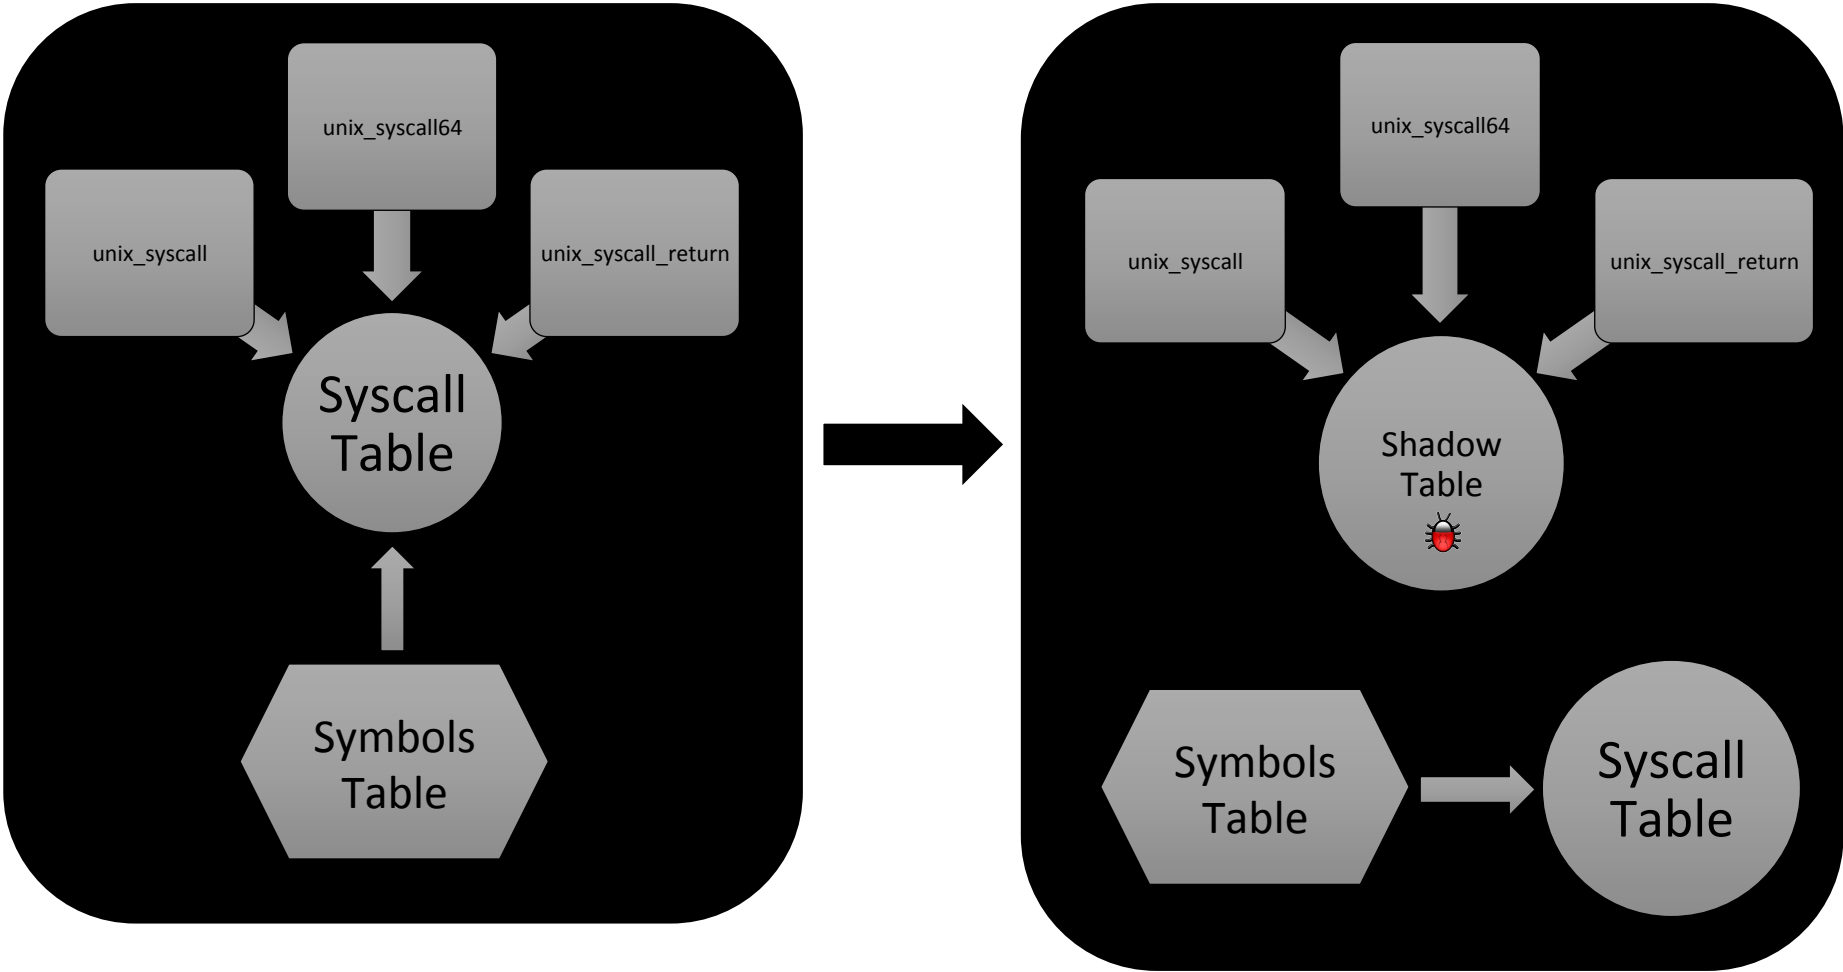 unix_syscall64
unix_syscall
unix_syscall_return
Syscall
Table
Symbols
Table
unix_syscall64
unix_syscall
unix_syscall_return
Shadow
Table
Symbols
Table
Syscall
Table